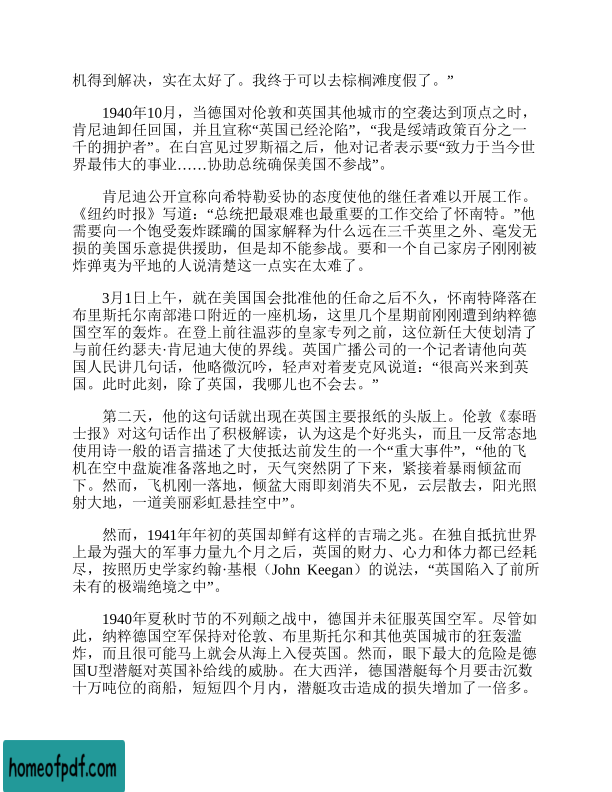 机得到解决，实在太好了。我终于可以去棕榈滩度假了。”
1940年10月，当德国对伦敦和英国其他城市的空袭达到顶点之时，
肯尼迪卸任回国，并且宣称“英国已经沦陷”，“我是绥靖政策百分之一
千的拥护者”。在白宫见过罗斯福之后，他对记者表示要“致力于当今世
界最伟大的事业……协助总统确保美国不参战”。
肯尼迪公开宣称向希特勒妥协的态度使他的继任者难以开展工作。
《纽约时报》写道：“总统把最艰难也最重要的工作交给了怀南特。”他
需要向一个饱受轰炸蹂躏的国家解释为什么远在三千英里之外、毫发无
损的美国乐意提供援助，但是却不能参战。要和一个自己家房子刚刚被
炸弹夷为平地的人说清楚这一点实在太难了。
3月1日上午，就在美国国会批准他的任命之后不久，怀南特降落在
布里斯托尔南部港口附近的一座机场，这里几个星期前刚刚遭到纳粹德
国空军的轰炸。在登上前往温莎的皇家专列之前，这位新任大使划清了
与前任约瑟夫·肯尼迪大使的界线。英国广播公司的一个记者请他向英
国人民讲几句话，他略微沉吟，轻声对着麦克风说道：“很高兴来到英
国。此时此刻，除了英国，我哪儿也不会去。”
第二天，他的这句话就出现在英国主要报纸的头版上。伦敦《泰晤
士报》对这句话作出了积极解读，认为这是个好兆头，而且一反常态地
使用诗一般的语言描述了大使抵达前发生的一个“重大事件”，“他的飞
机在空中盘旋准备落地之时，天气突然阴了下来，紧接着暴雨倾盆而
下。然而，飞机刚一落地，倾盆大雨即刻消失不见，云层散去，阳光照
射大地，一道美丽彩虹悬挂空中”。
然而，1941年年初的英国却鲜有这样的吉瑞之兆。在独自抵抗世界
上最为强大的军事力量九个月之后，英国的财力、心力和体力都已经耗
尽，按照历史学家约翰·基根（John Keegan）的说法，“英国陷入了前所
未有的极端绝境之中”。
1940年夏秋时节的不列颠之战中，德国并未征服英国空军。尽管如
此，纳粹德国空军保持对伦敦、布里斯托尔和其他英国城市的狂轰滥
炸，而且很可能马上就会从海上入侵英国。然而，眼下最大的危险是德
国U型潜艇对英国补给线的威胁。在大西洋，德国潜艇每个月要击沉数
十万吨位的商船，短短四个月内，潜艇攻击造成的损失增加了一倍多。
homeofpdf.com